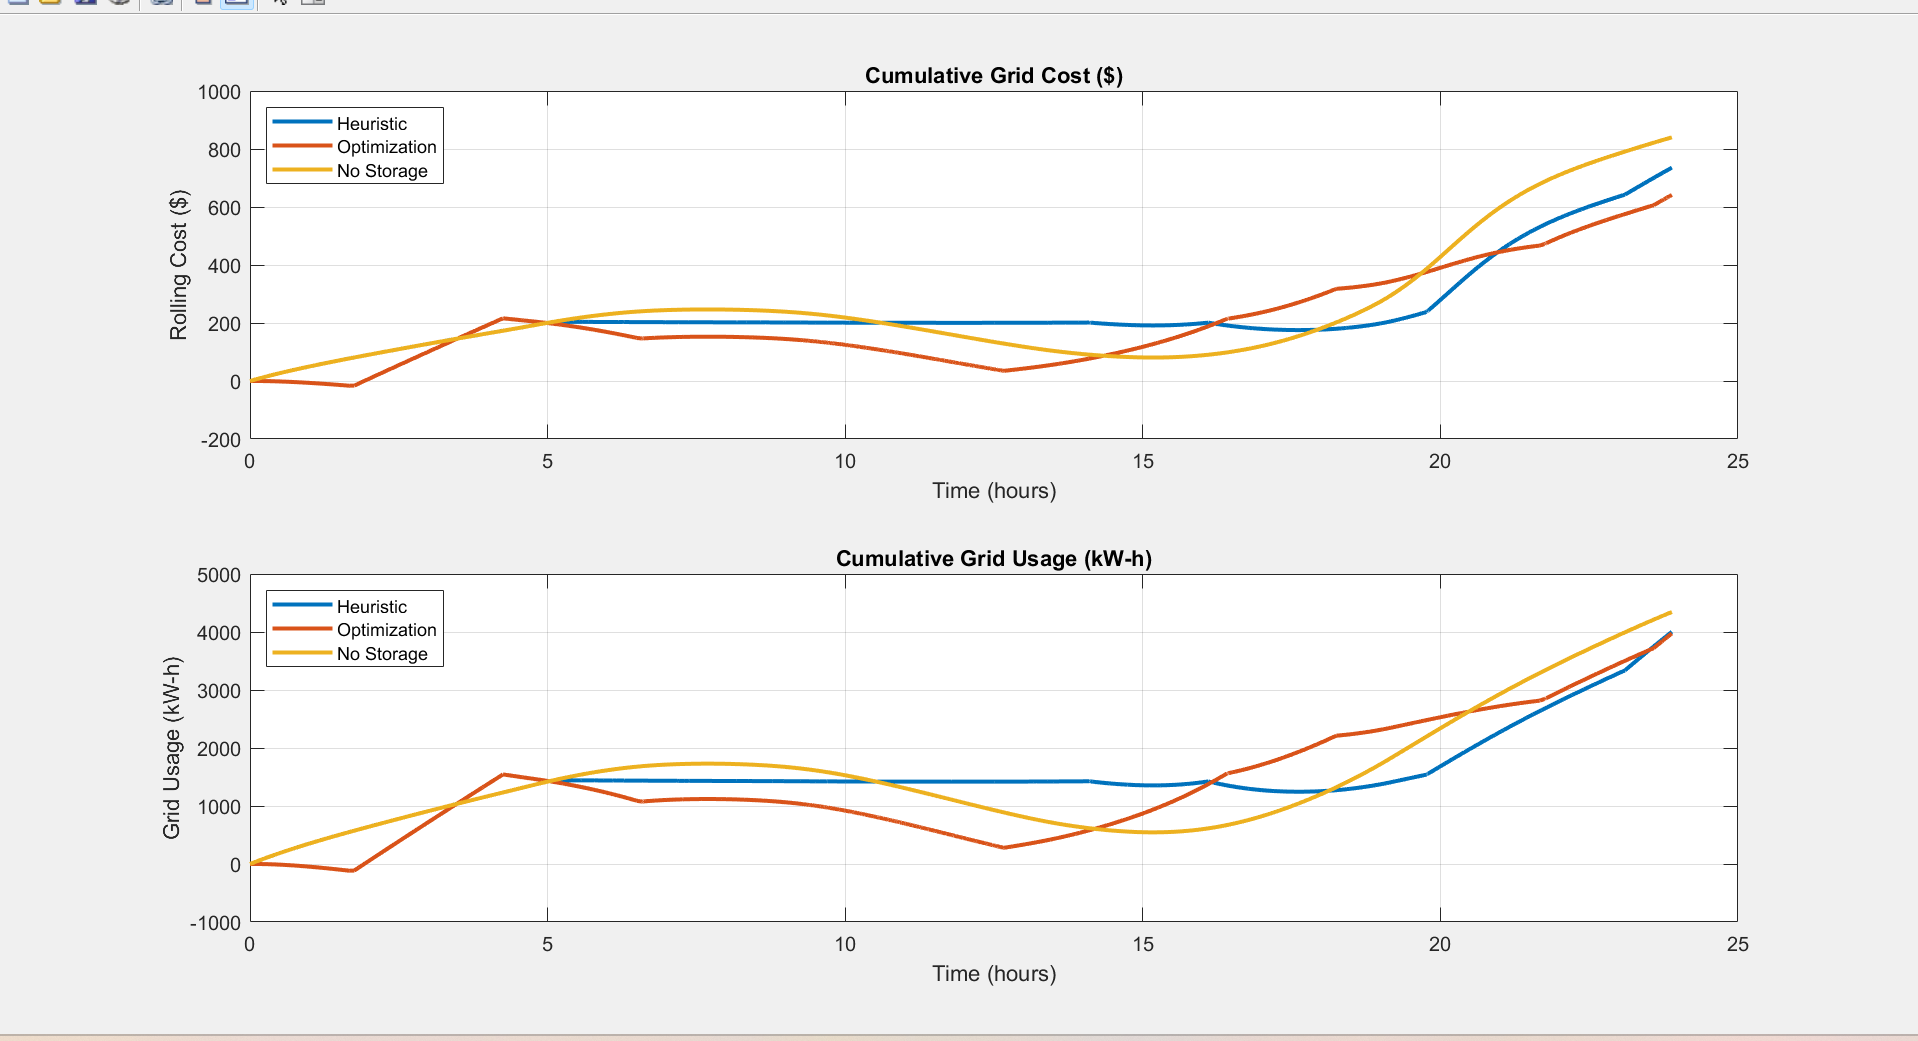 Cumulative Grid Cost ($)
1000
800
600
400
200
0
-200
Rolling Cost ($)
Heuristic
Optimization
No Storage
0 5 10 15 20 25
Time (hours)
Cumulative Grid Usage (kW-h)
5000
4000
3000
2000
1000
0
-1000
Grid Usage (kW-h)
Heuristic
Optimization
No Storage
0 5 10 15 20 25
Time (hours)